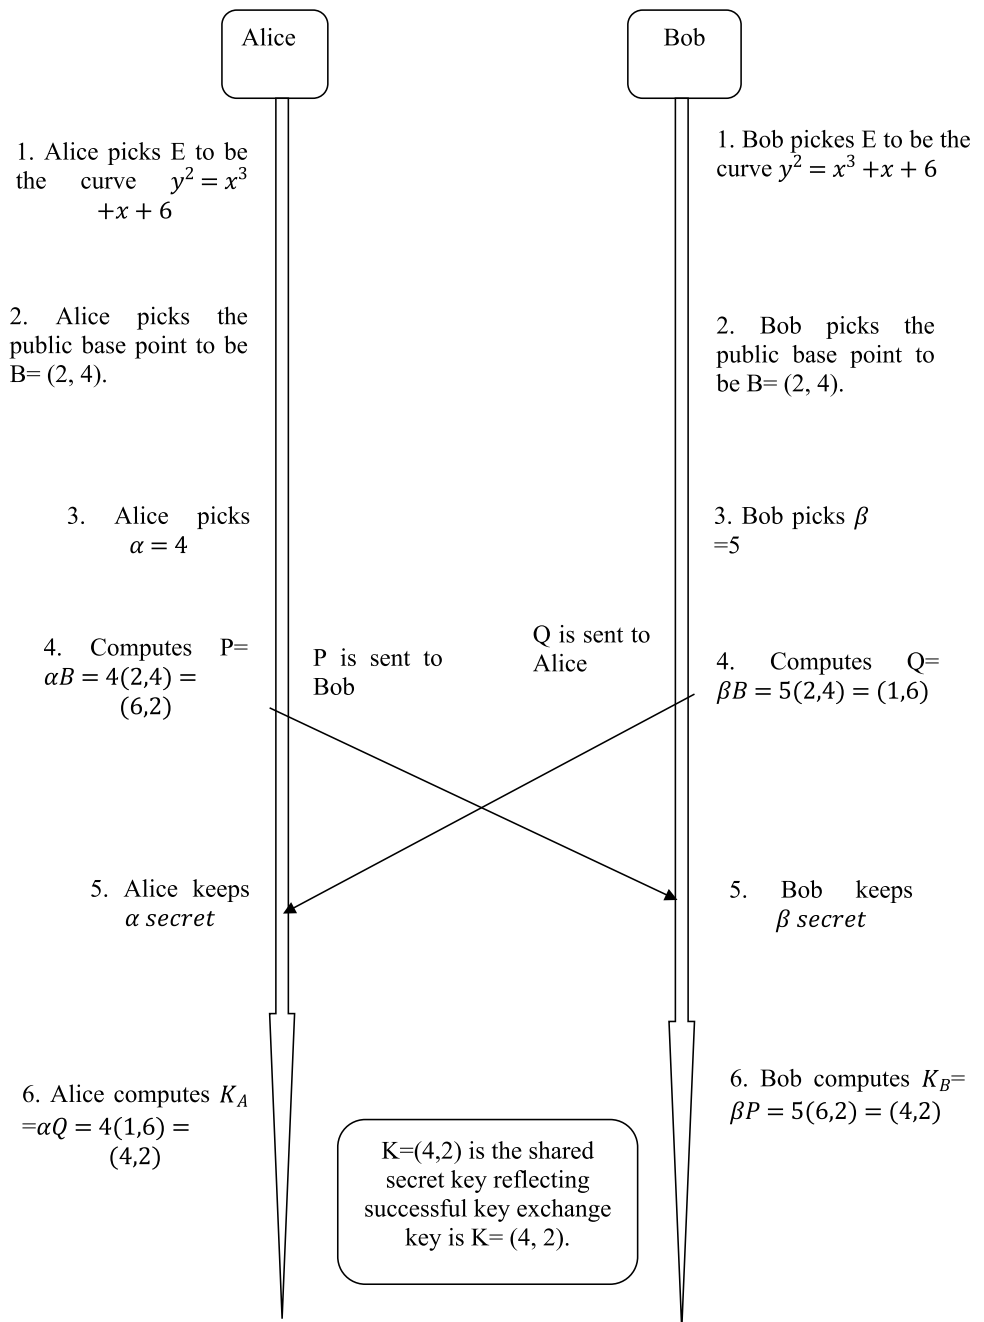 Alice
Bob
1. Alice picks E to be
the curve 𝑦² = 𝑥³
+𝑥 + 6
1. Bob pickes E to be the
curve 𝑦² = 𝑥³ +𝑥 + 6
2. Alice picks the
public base point to be
B= (2, 4).
2. Bob picks the
public base point to
be B= (2, 4).
3. Alice picks
𝛼 = 4
3. Bob picks 𝛽
=5
4. Computes P=
𝛼𝐵 = 4(2,4) =
(6,2)
P is sent to
Bob
Q is sent to
Alice
4. Computes Q=
𝛽𝐵 = 5(2,4) = (1,6)
5. Alice keeps
𝛼 𝑠𝑒𝑐𝑟𝑒𝑡
5. Bob keeps
𝛽 𝑠𝑒𝑐𝑟𝑒𝑡
6. Alice computes 𝐾_𝐴
=𝛼𝑄 = 4(1,6) =
(4,2)
6. Bob computes 𝐾_𝐵=
𝛽𝑃 = 5(6,2) = (4,2)
K=(4,2) is the shared
secret key reflecting
successful key exchange
key is K= (4, 2).